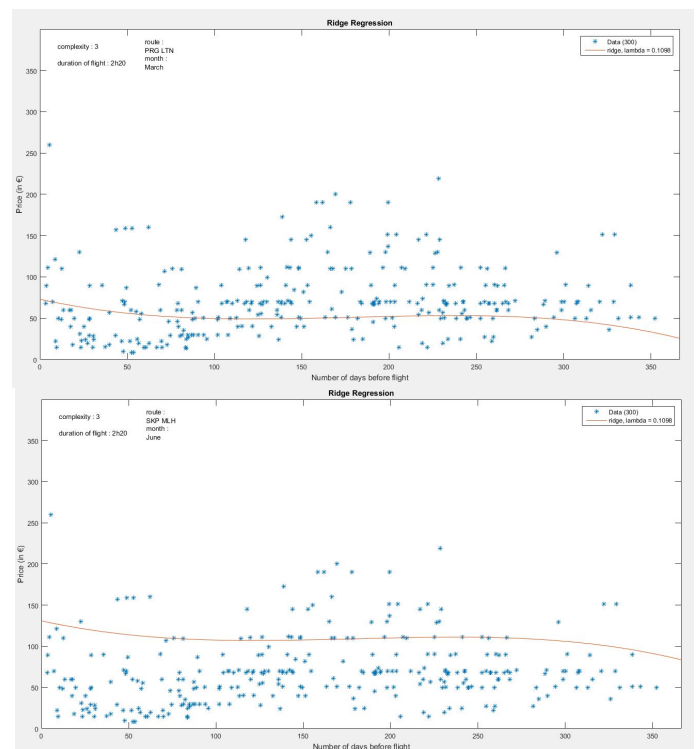 Ridge Regression
complexity : 3
duration of flight : 2h20
route :
PRG LTN
month :
March
Data (300)
ridge, lambda = 0.1098
Price (in €)
350
300
250
200
150
100
50
0
0 50 100 150 200 250 300 350
Number of days before flight
Ridge Regression
complexity : 3
duration of flight : 2h20
route :
SKP MLH
month :
June
Data (300)
ridge, lambda = 0.1098
Price (in €)
350
300
250
200
150
100
50
0
0 50 100 150 200 250 300 350
Number of days before flight